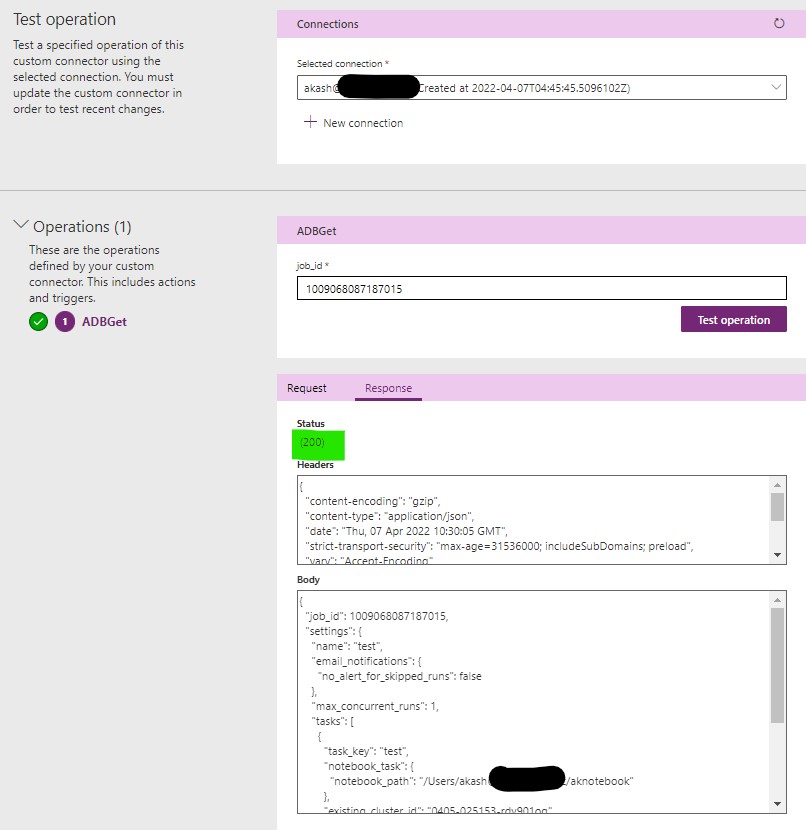 Test operation
Test a specified operation of this
custom connector using the
selected connection. You must
update the custom connector in
order to test recent changes.
Connections
Selected connection *
akash@ Created at 2022-04-07T04:45:45.5096102Z)
New connection
Operations (1)
These are the operations
defined by your custom
connector. This includes actions
and triggers.
1 ADBGet
ADBGet
job_id *
1009068087187015
Test operation
Request Response
Status
(200)
Headers
{
"content-encoding": "gzip",
"content-type": "application/json",
"date": "Thu, 07 Apr 2022 10:30:05 GMT",
"strict-transport-security": "max-age=31536000; includeSubDomains; preload",
"vary": "Accept-Encoding"
Body
{
"job_id": 1009068087187015,
"settings": {
"name": "test",
"email_notifications": {
"no_alert_for_skipped_runs": false
},
"max_concurrent_runs": 1,
"tasks": [
{
"task_key": "test",
"notebook_task": {
"notebook_path": "/Users/akash /aknotebook"
},
"existing_cluster_id":